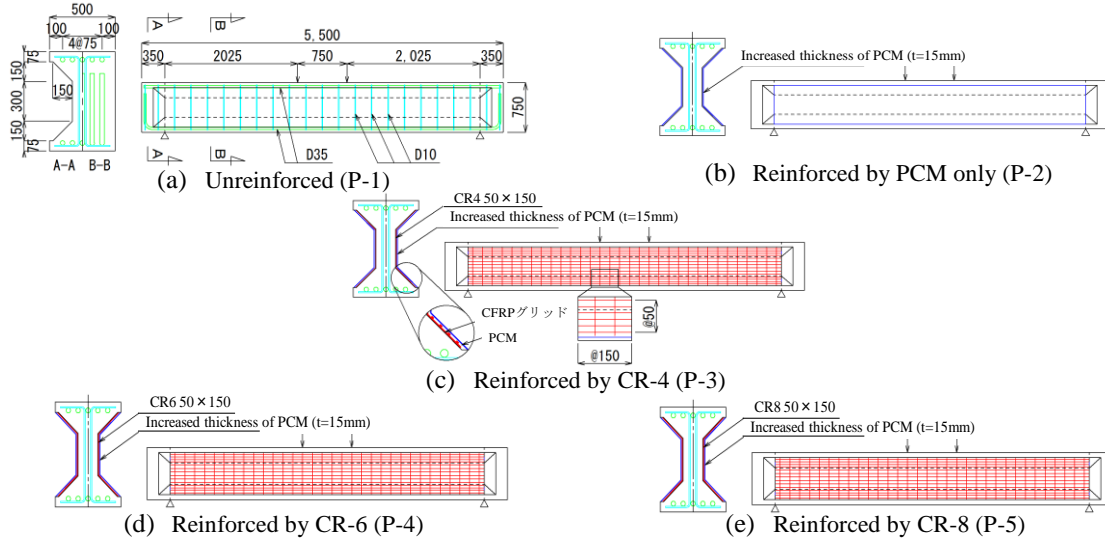 500
100 100
4@75
75
150
300
150
75
150
A-A B-B
A B
5,500
350 2025 750 2,025 350
750
D35 D10
A B
(a) Unreinforced (P-1)
Increased thickness of PCM (t=15mm)
(b) Reinforced by PCM only (P-2)
CR4 50×150
Increased thickness of PCM (t=15mm)
CFRPグリッド
PCM
@50
@150
(c) Reinforced by CR-4 (P-3)
CR6 50×150
Increased thickness of PCM (t=15mm)
(d) Reinforced by CR-6 (P-4)
CR8 50×150
Increased thickness of PCM (t=15mm)
(e) Reinforced by CR-8 (P-5)